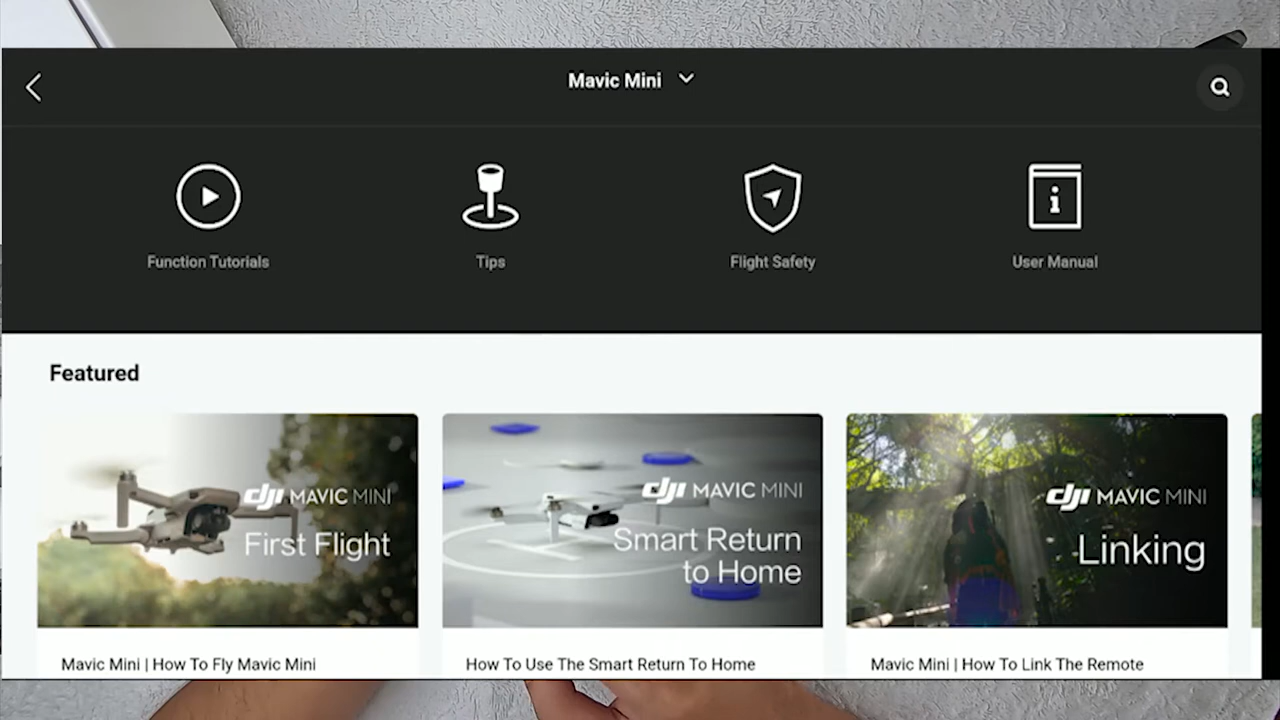 Mavic Mini
Function Tutorials
Tips
Flight Safety
User Manual
Featured
dji MAVIC MINI
First Flight
dji MAVIC MINI
Smart Return
to Home
dji MAVIC MINI
Linking
Mavic Mini | How To Fly Mavic Mini
How To Use The Smart Return To Home
Mavic Mini | How To Link The Remote